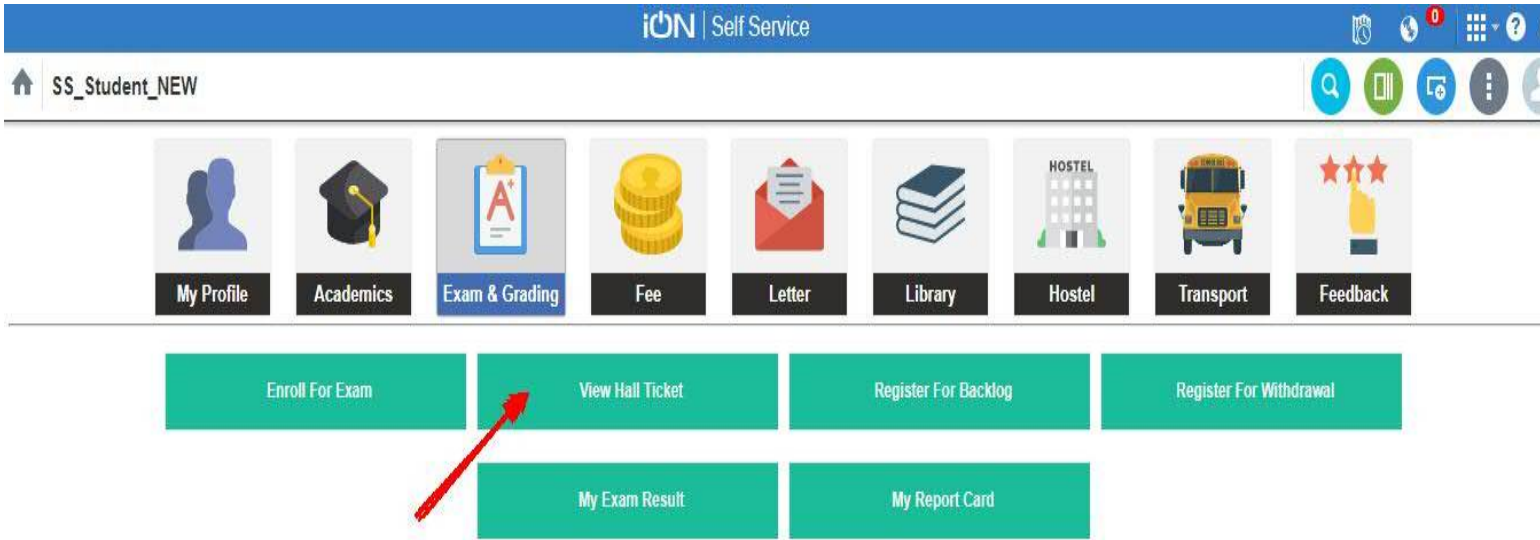 iON | Self Service
0
?
SS_Student_NEW
A+
HOSTEL
My Profile
Academics
Exam & Grading
Fee
Letter
Library
Hostel
Transport
Feedback
Enroll For Exam
View Hall Ticket
Register For Backlog
Register For Withdrawal
My Exam Result
My Report Card